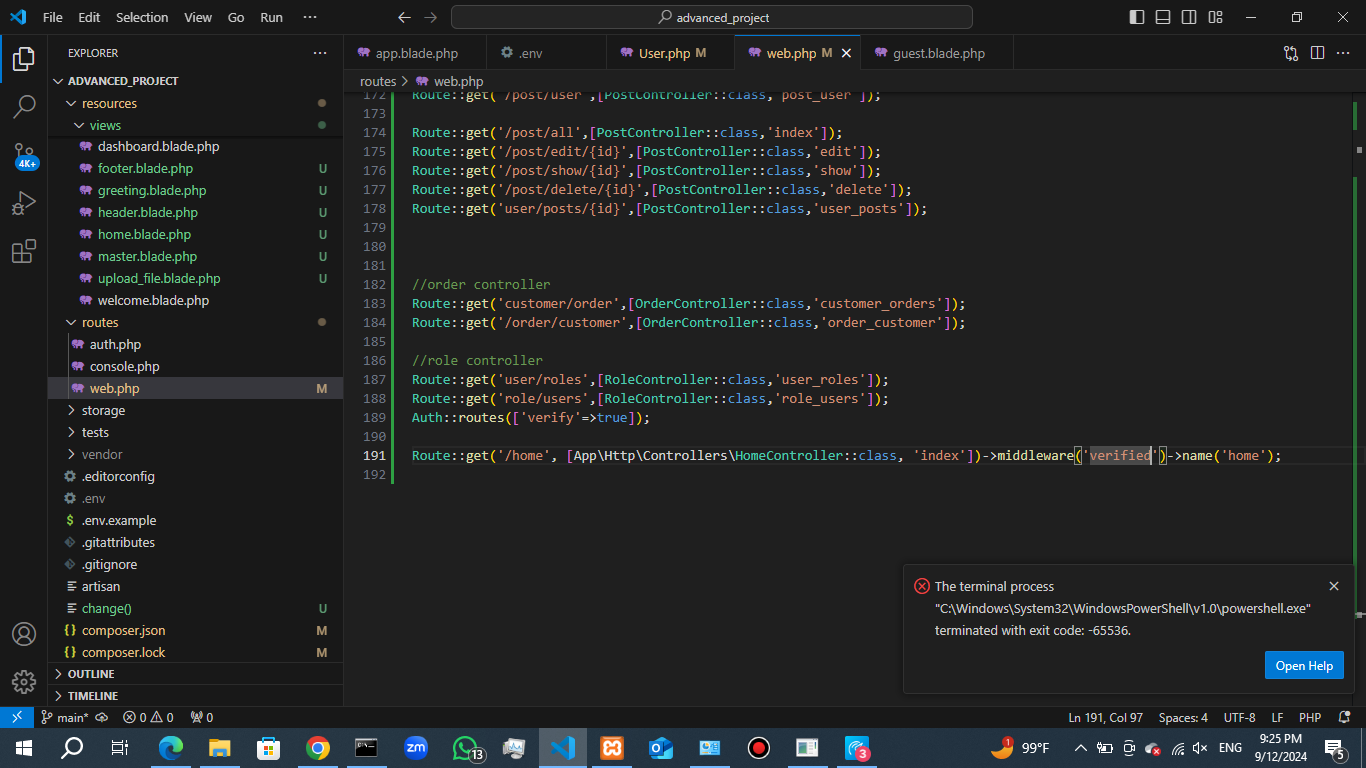 File Edit Selection View Go Run ···
advanced_project
EXPLORER
ADVANCED_PROJECT
resources
views
dashboard.blade.php
footer.blade.php U
greeting.blade.php U
header.blade.php U
home.blade.php U
master.blade.php U
upload_file.blade.php U
welcome.blade.php
routes
auth.php
console.php
web.php M
storage
tests
vendor
.editorconfig
.env
.env.example
.gitattributes
.gitignore
artisan
change() U
composer.json M
composer.lock M
OUTLINE
TIMELINE
4K+
app.blade.php .env User.php M web.php M guest.blade.php
routes > web.php
172 Route::get('/post/user',[PostController::class,'post_user']);
173
174 Route::get('/post/all',[PostController::class,'index']);
175 Route::get('/post/edit/{id}',[PostController::class,'edit']);
176 Route::get('/post/show/{id}',[PostController::class,'show']);
177 Route::get('/post/delete/{id}',[PostController::class,'delete']);
178 Route::get('user/posts/{id}',[PostController::class,'user_posts']);
179
180
181
182 //order controller
183 Route::get('customer/order',[OrderController::class,'customer_orders']);
184 Route::get('/order/customer',[OrderController::class,'order_customer']);
185
186 //role controller
187 Route::get('user/roles',[RoleController::class,'user_roles']);
188 Route::get('role/users',[RoleController::class,'role_users']);
189 Auth::routes(['verify'=>true]);
190
191 Route::get('/home', [App\Http\Controllers\HomeController::class, 'index'])->middleware('verified')->name('home');
192
The terminal process
"C:\Windows\System32\WindowsPowerShell\v1.0\powershell.exe"
terminated with exit code: -65536.
Open Help
main* 0 0 0
Ln 191, Col 97 Spaces: 4 UTF-8 LF PHP
zm 13 3 1 99°F ENG 9:25 PM
9/12/2024 5